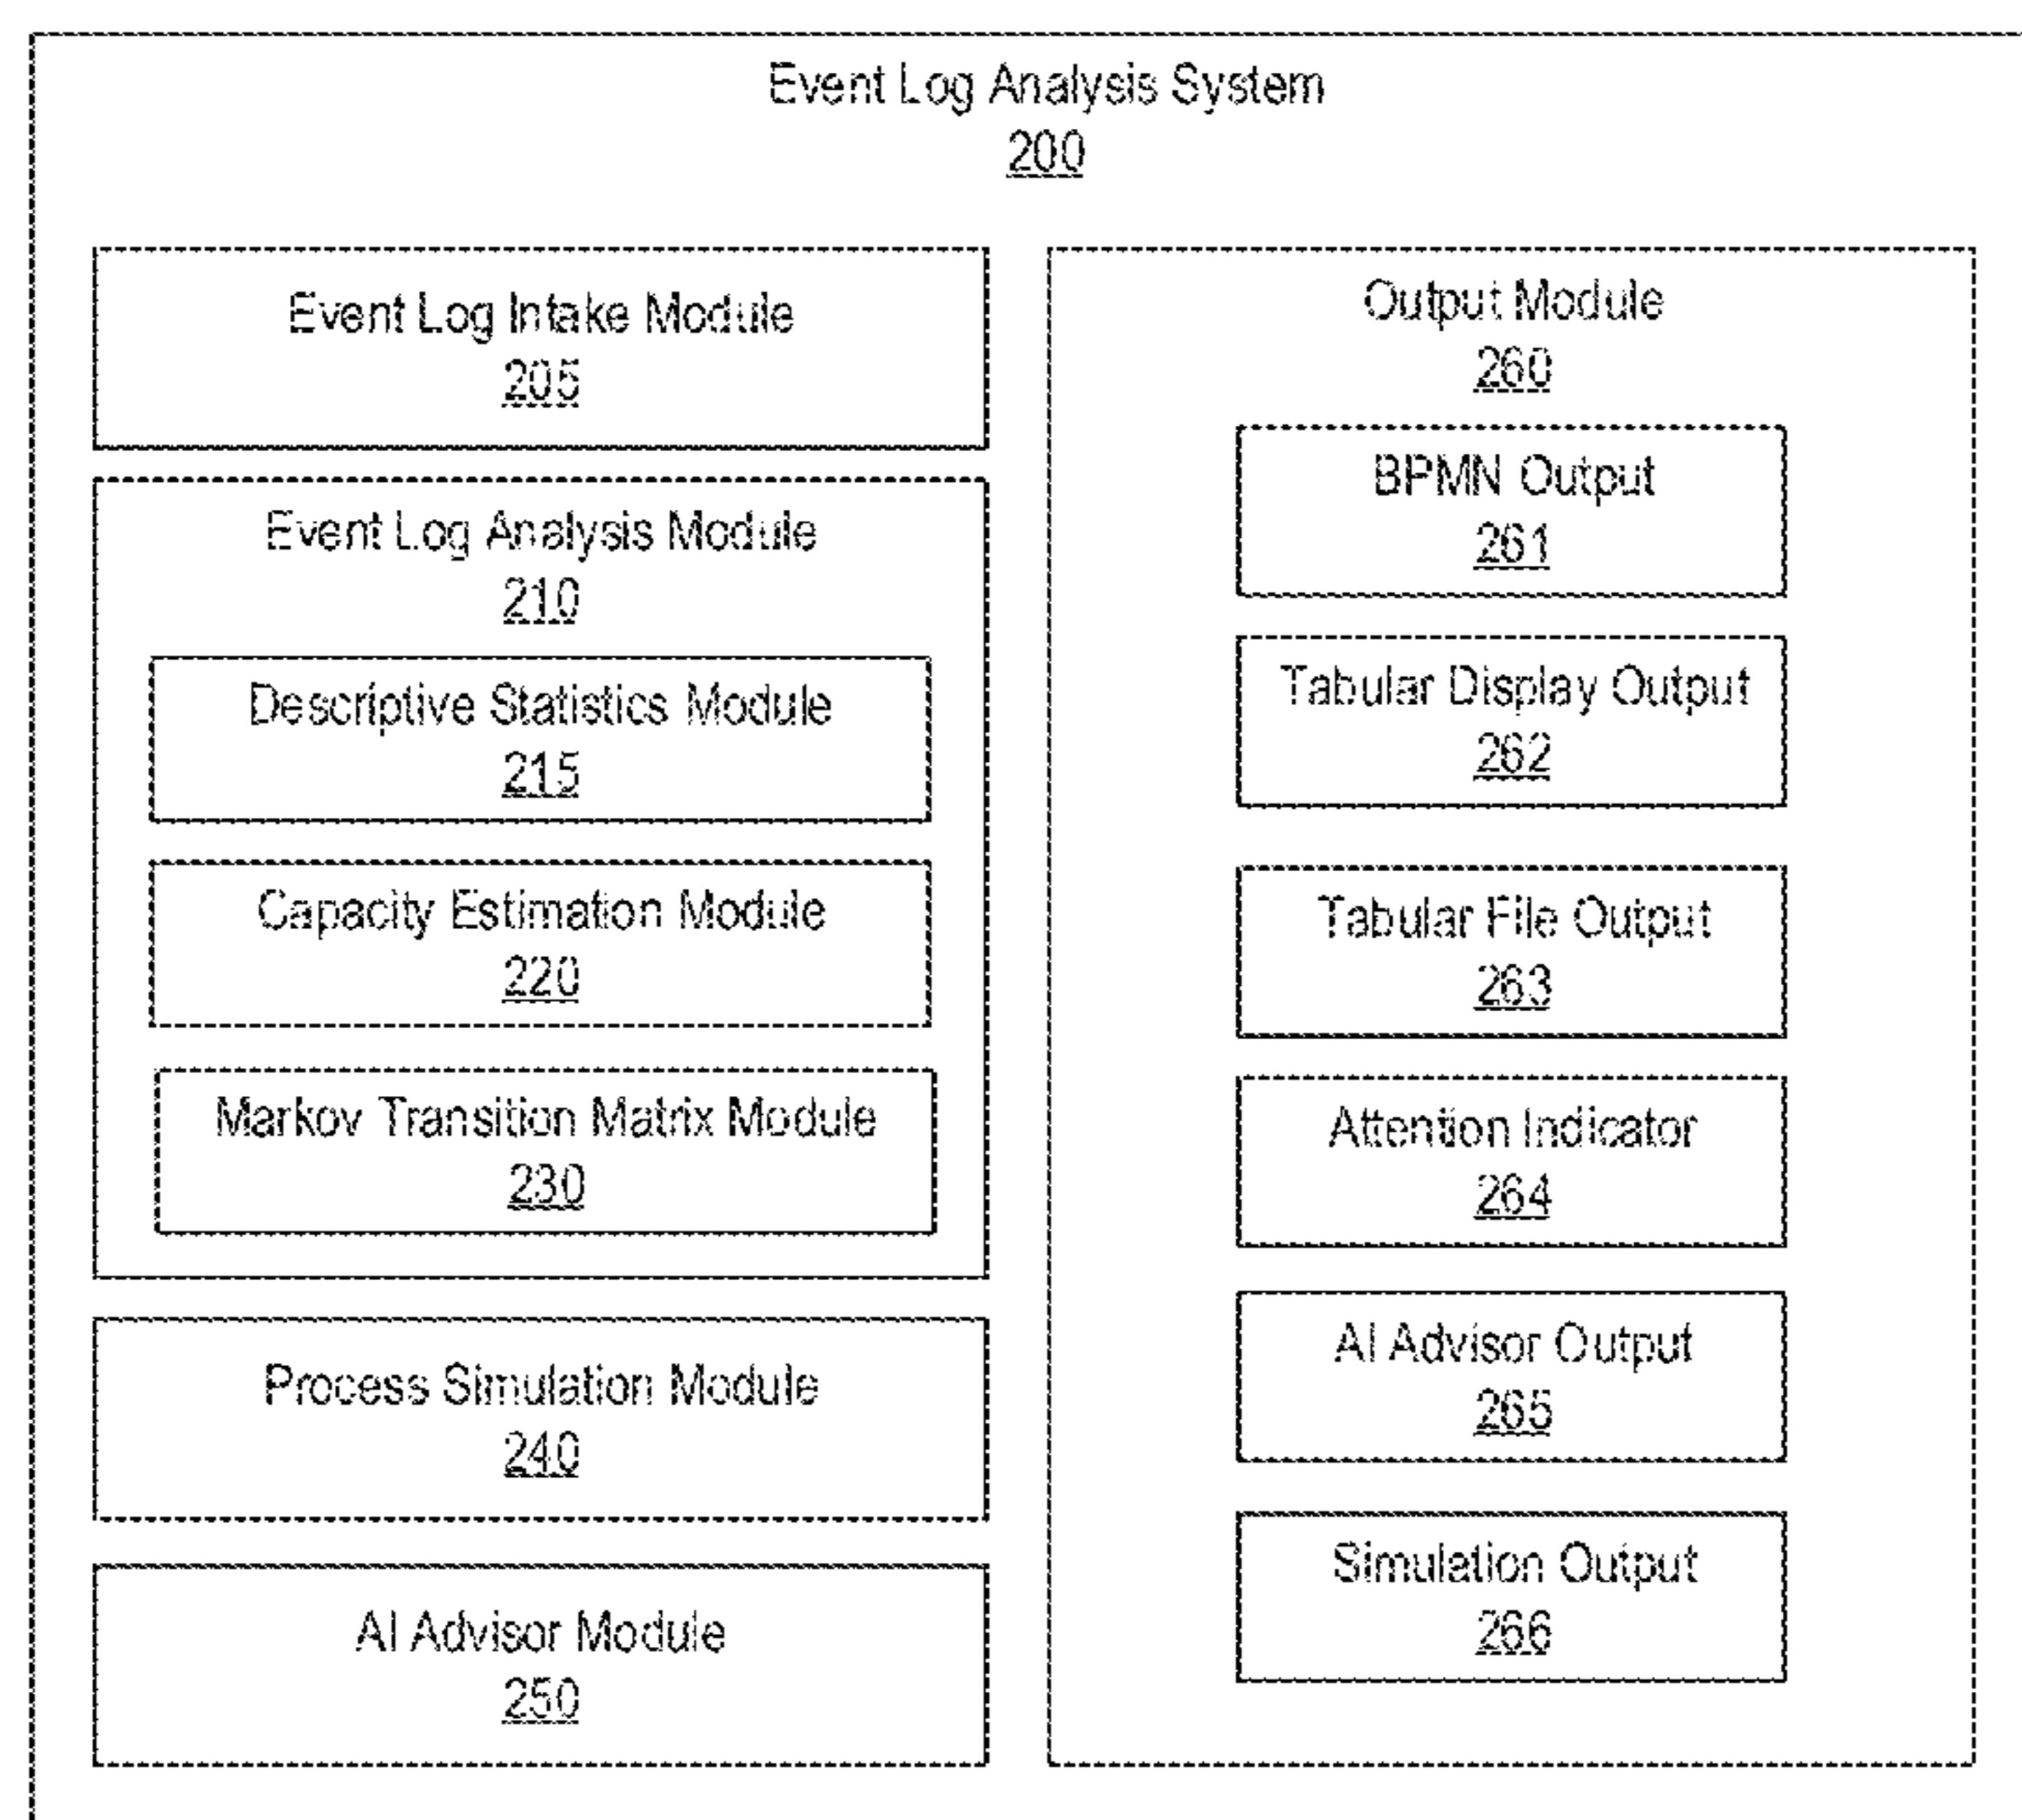 Event Log Analysis System
200
Event Log Intake Module
205
Event Log Analysis Module
210
Descriptive Statistics Module
215
Capacity Estimation Module
220
Markov Transition Matrix Module
230
Process Simulation Module
240
AI Advisor Module
250
Output Module
260
BPMN Output
261
Tabular Display Output
262
Tabular File Output
263
Attention Indicator
264
AI Advisor Output
265
Simulation Output
266